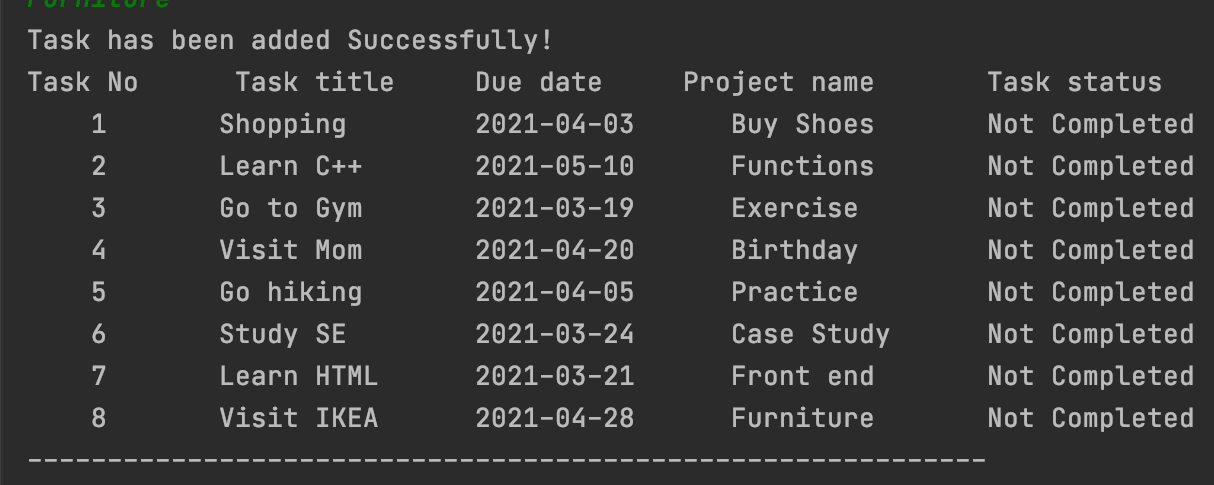 Furniture
Task has been added Successfully!
Task No      Task title     Due date     Project name       Task status
    1       Shopping        2021-04-03      Buy Shoes       Not Completed
    2       Learn C++       2021-05-10      Functions       Not Completed
    3       Go to Gym       2021-03-19      Exercise        Not Completed
    4       Visit Mom       2021-04-20      Birthday        Not Completed
    5       Go hiking       2021-04-05      Practice        Not Completed
    6       Study SE        2021-03-24      Case Study      Not Completed
    7       Learn HTML      2021-03-21      Front end       Not Completed
    8       Visit IKEA      2021-04-28      Furniture       Not Completed
------------------------------------------------------------